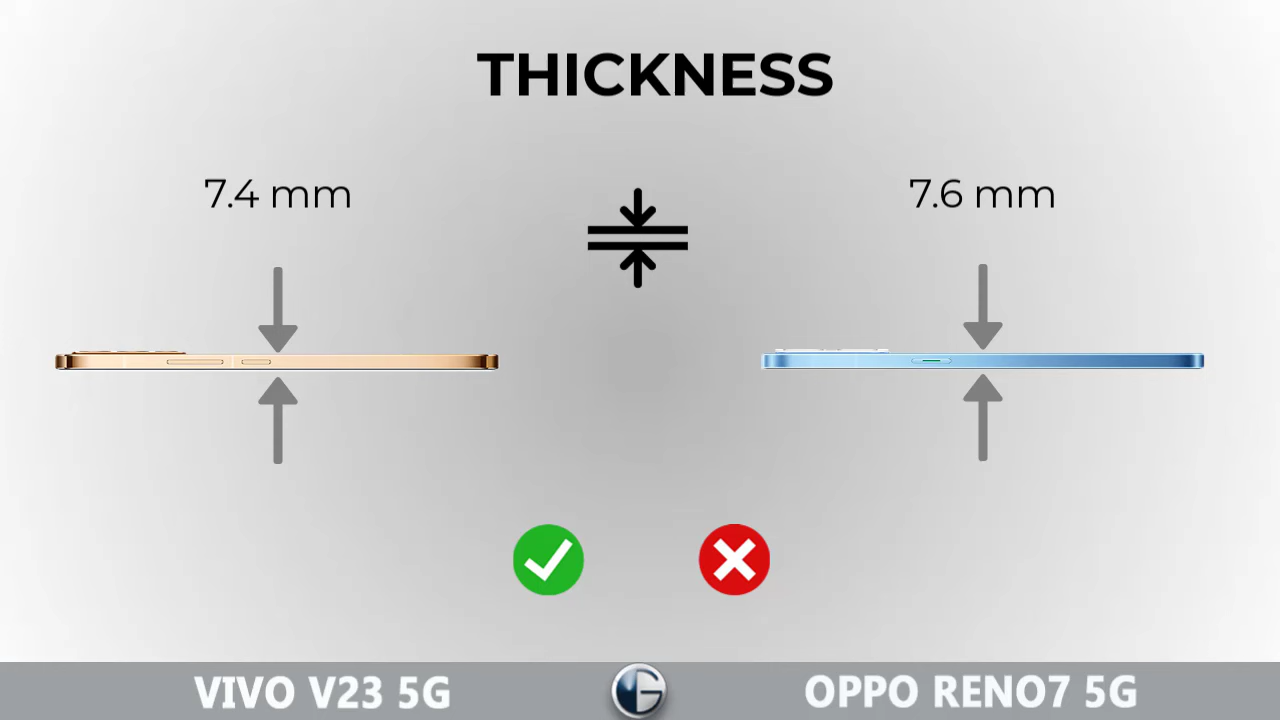 THICKNESS
7.4 mm
7.6 mm
VIVO V23 5G
G
OPPO RENO7 5G